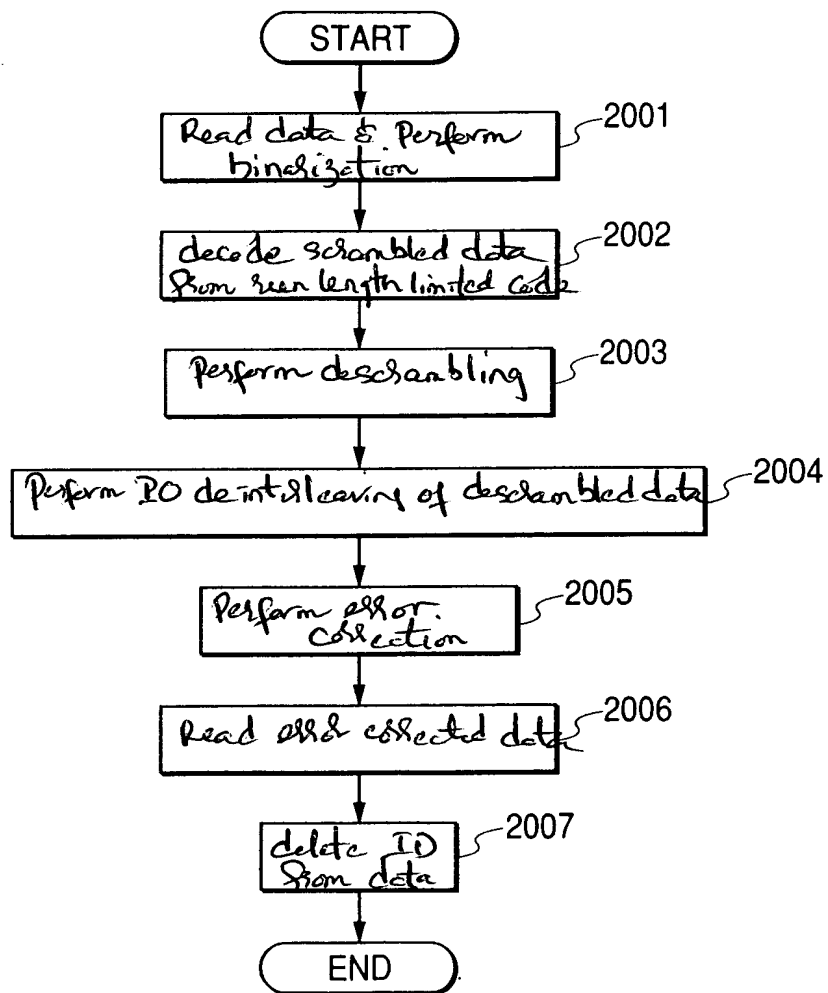 START
Read data & Perform
binarization
2001
decode scrambled data
from run length limited code
2002
Perform descrambling
2003
Perform PO deinterleaving of descrambled data
2004
Perform error
correction
2005
Read error corrected data
2006
delete ID
from data
2007
END